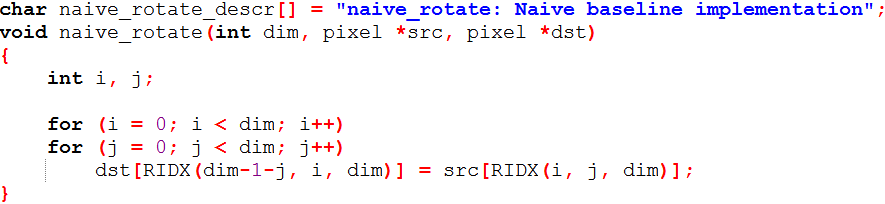 char naive_rotate_descr[] = "naive_rotate: Naive baseline implementation";
void naive_rotate(int dim, pixel *src, pixel *dst)
{
    int i, j;

    for (i = 0; i < dim; i++)
    for (j = 0; j < dim; j++)
        dst[RIDX(dim-1-j, i, dim)] = src[RIDX(i, j, dim)];
}